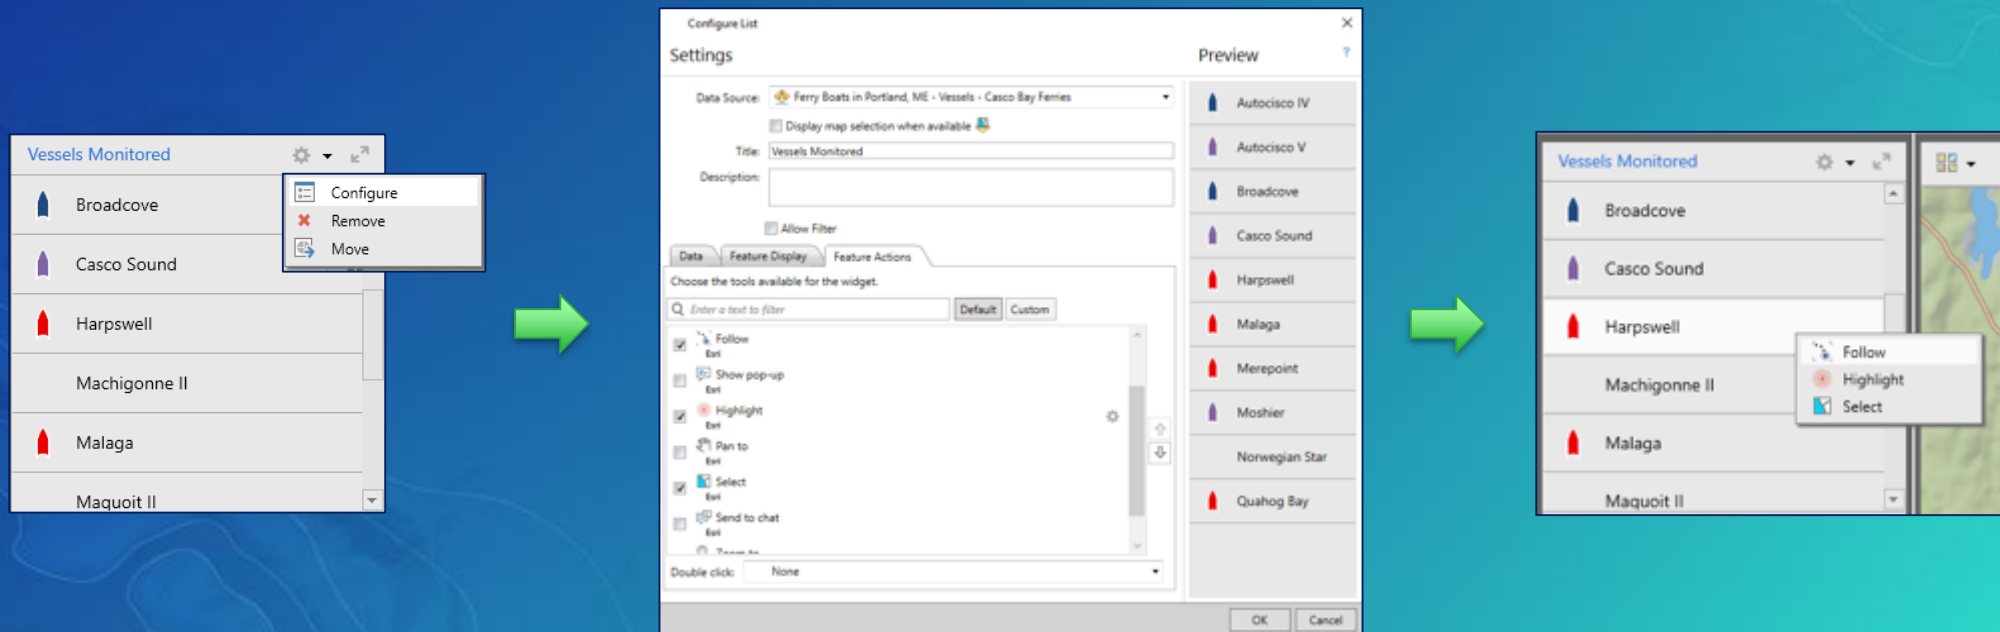 Vessels Monitored
Broadcove
Casco Sound
Harpswell
Machigonne II
Malaga
Maquoit II
Configure
Remove
Move
Configure List
Settings
Data Source: Ferry Boats in Portland, ME - Vessels - Casco Bay Ferries
Display map selection when available
Title: Vessels Monitored
Description:
Allow Filter
Data Feature Display Feature Actions
Choose the tools available for the widget.
Enter a text to filter Default Custom
Follow
Esri
Show pop-up
Esri
Highlight
Esri
Pan to
Esri
Select
Esri
Send to chat
Esri
Zoom to
Double click: None
Preview ?
Autocisco IV
Autocisco V
Broadcove
Casco Sound
Harpswell
Malaga
Merepoint
Moshier
Norwegian Star
Quahog Bay
OK Cancel
Vessels Monitored
Broadcove
Casco Sound
Harpswell
Machigonne II
Malaga
Maquoit II
Follow
Highlight
Select